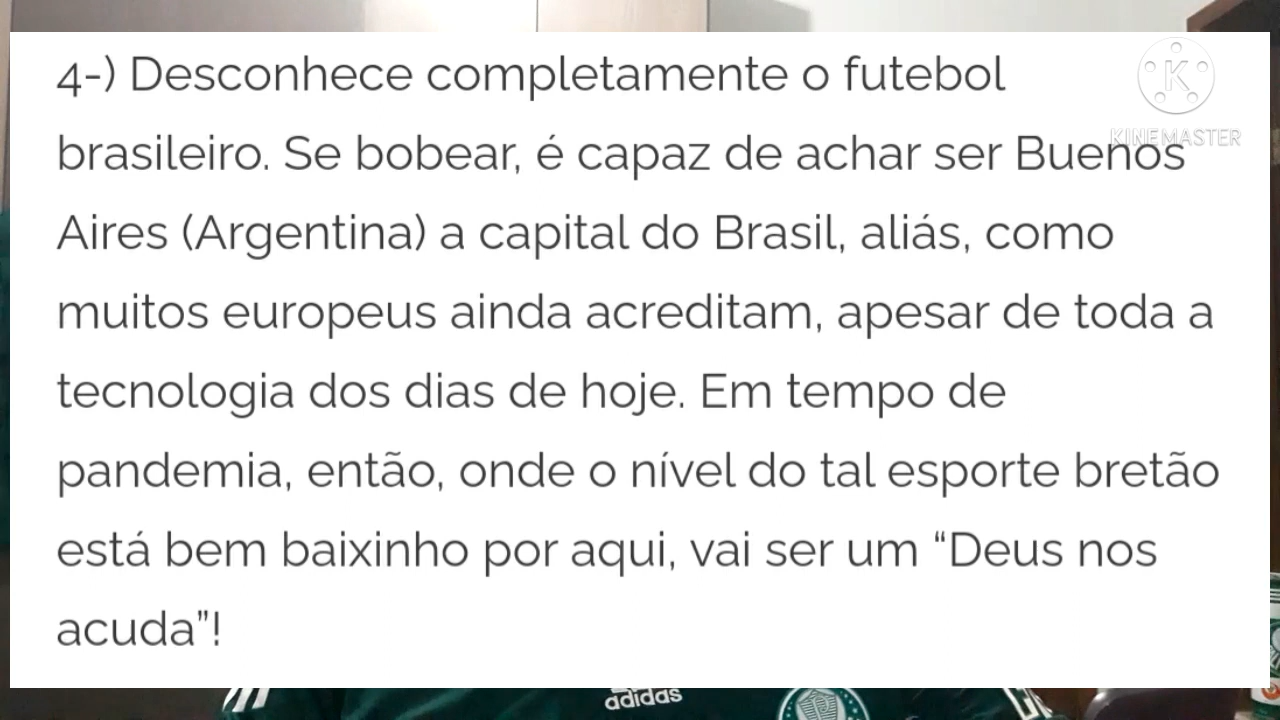 4-) Desconhece completamente o futebol
brasileiro. Se bobear, é capaz de achar ser Buenos
Aires (Argentina) a capital do Brasil, aliás, como
muitos europeus ainda acreditam, apesar de toda a
tecnologia dos dias de hoje. Em tempo de
pandemia, então, onde o nível do tal esporte bretão
está bem baixinho por aqui, vai ser um “Deus nos
acuda”!
K
KINEMASTER
adidas